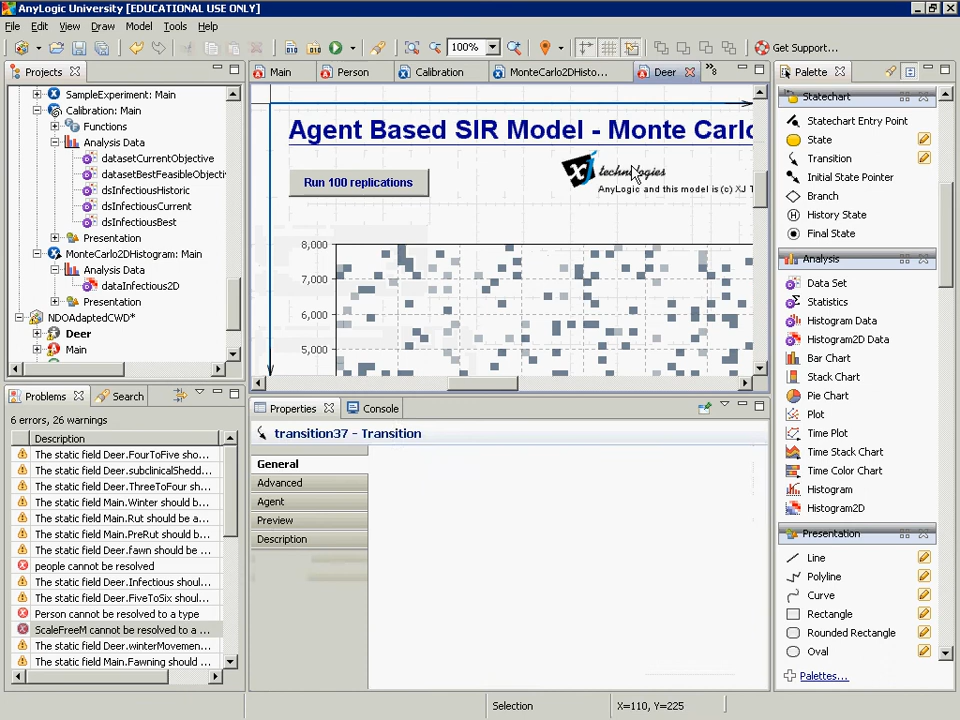 AnyLogic University [EDUCATIONAL USE ONLY]
File Edit View Draw Model Tools Help
100% Get Support...
Projects
SampleExperiment: Main
Calibration: Main
Functions
Analysis Data
datasetCurrentObjective
datasetBestFeasibleObjecti
dsInfectiousHistoric
dsInfectiousCurrent
dsInfectiousBest
Presentation
MonteCarlo2DHistogram: Main
Analysis Data
dataInfectious2D
Presentation
NDOAdaptedCWD*
Deer
Main
Problems Search
6 errors, 26 warnings
Description
The static field Deer.FourToFive sho...
The static field Deer.subclinicalShedd...
The static field Deer.ThreeToFour sh...
The static field Main.Winter should b...
The static field Main.Rut should be a...
The static field Main.PreRut should b...
The static field Deer.fawn should be ...
people cannot be resolved
The static field Deer.Infectious shoul...
The static field Deer.FiveToSix shoul...
Person cannot be resolved to a type
ScaleFreeM cannot be resolved to a ...
The static field Deer.winterMovemen...
The static field Main.Fawning should ...
Main Person Calibration MonteCarlo2DHisto... Deer »8
Agent Based SIR Model - Monte Carlo
Run 100 replications
XJ technologies
AnyLogic and this model is (c) XJ T
8,000
7,000
6,000
5,000
Properties Console
transition37 - Transition
General
Advanced
Agent
Preview
Description
Palette
Statechart
Statechart Entry Point
State
Transition
Initial State Pointer
Branch
History State
Final State
Analysis
Data Set
Statistics
Histogram Data
Histogram2D Data
Bar Chart
Stack Chart
Pie Chart
Plot
Time Plot
Time Stack Chart
Time Color Chart
Histogram
Histogram2D
Presentation
Line
Polyline
Curve
Rectangle
Rounded Rectangle
Oval
Palettes...
Selection X=110, Y=225